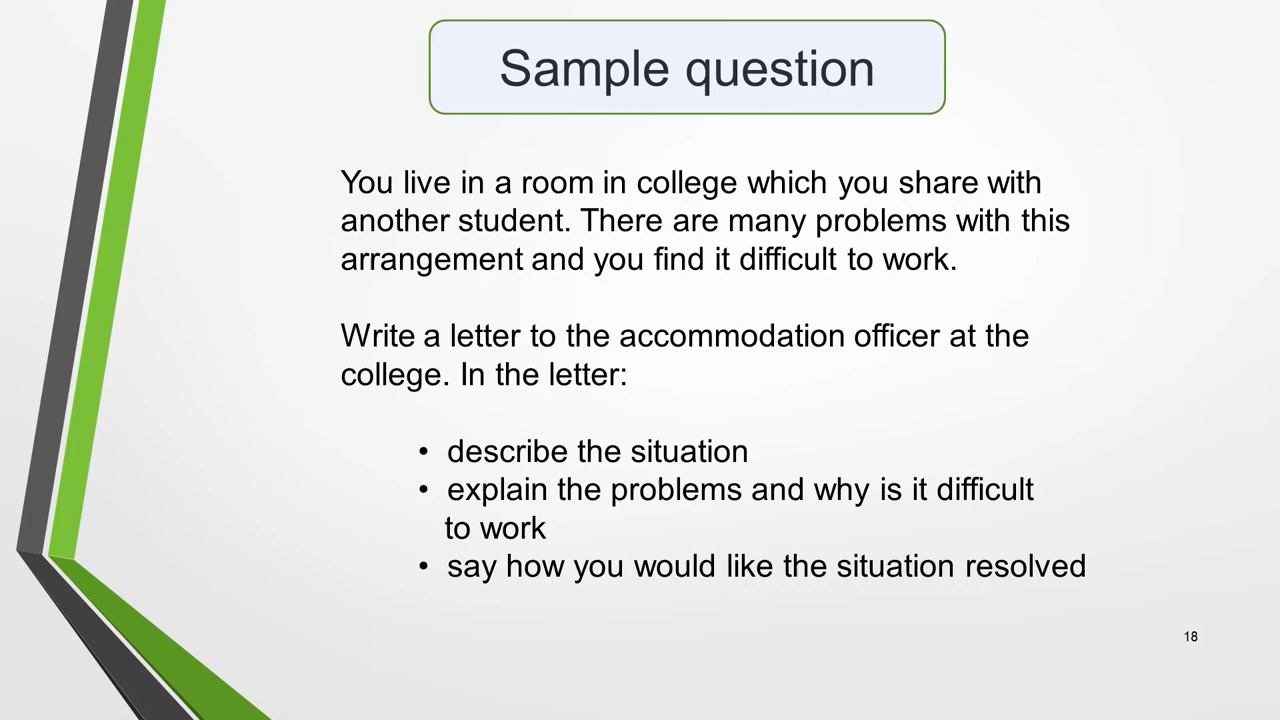 Sample question
You live in a room in college which you share with
another student. There are many problems with this
arrangement and you find it difficult to work.
Write a letter to the accommodation officer at the
college. In the letter:
• describe the situation
• explain the problems and why is it difficult
to work
• say how you would like the situation resolved
18